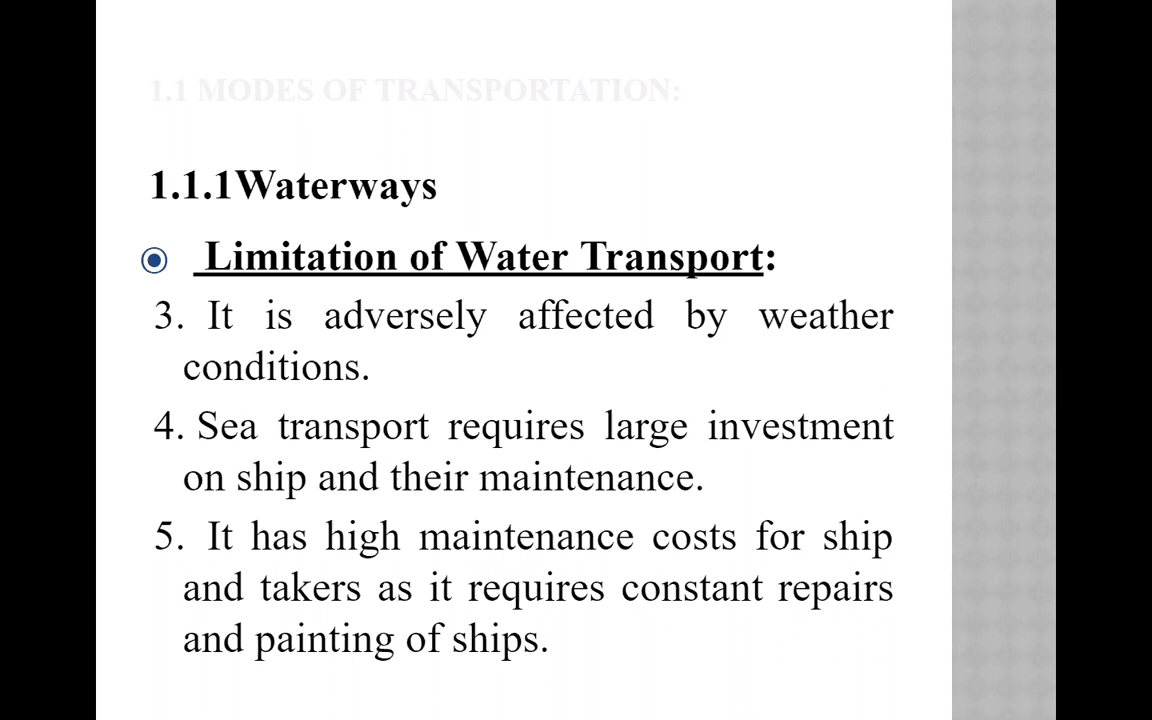 1.1 MODES OF TRANSPORTATION:
1.1.1Waterways
Limitation of Water Transport:
3. It is adversely affected by weather
conditions.
4. Sea transport requires large investment
on ship and their maintenance.
5. It has high maintenance costs for ship
and takers as it requires constant repairs
and painting of ships.